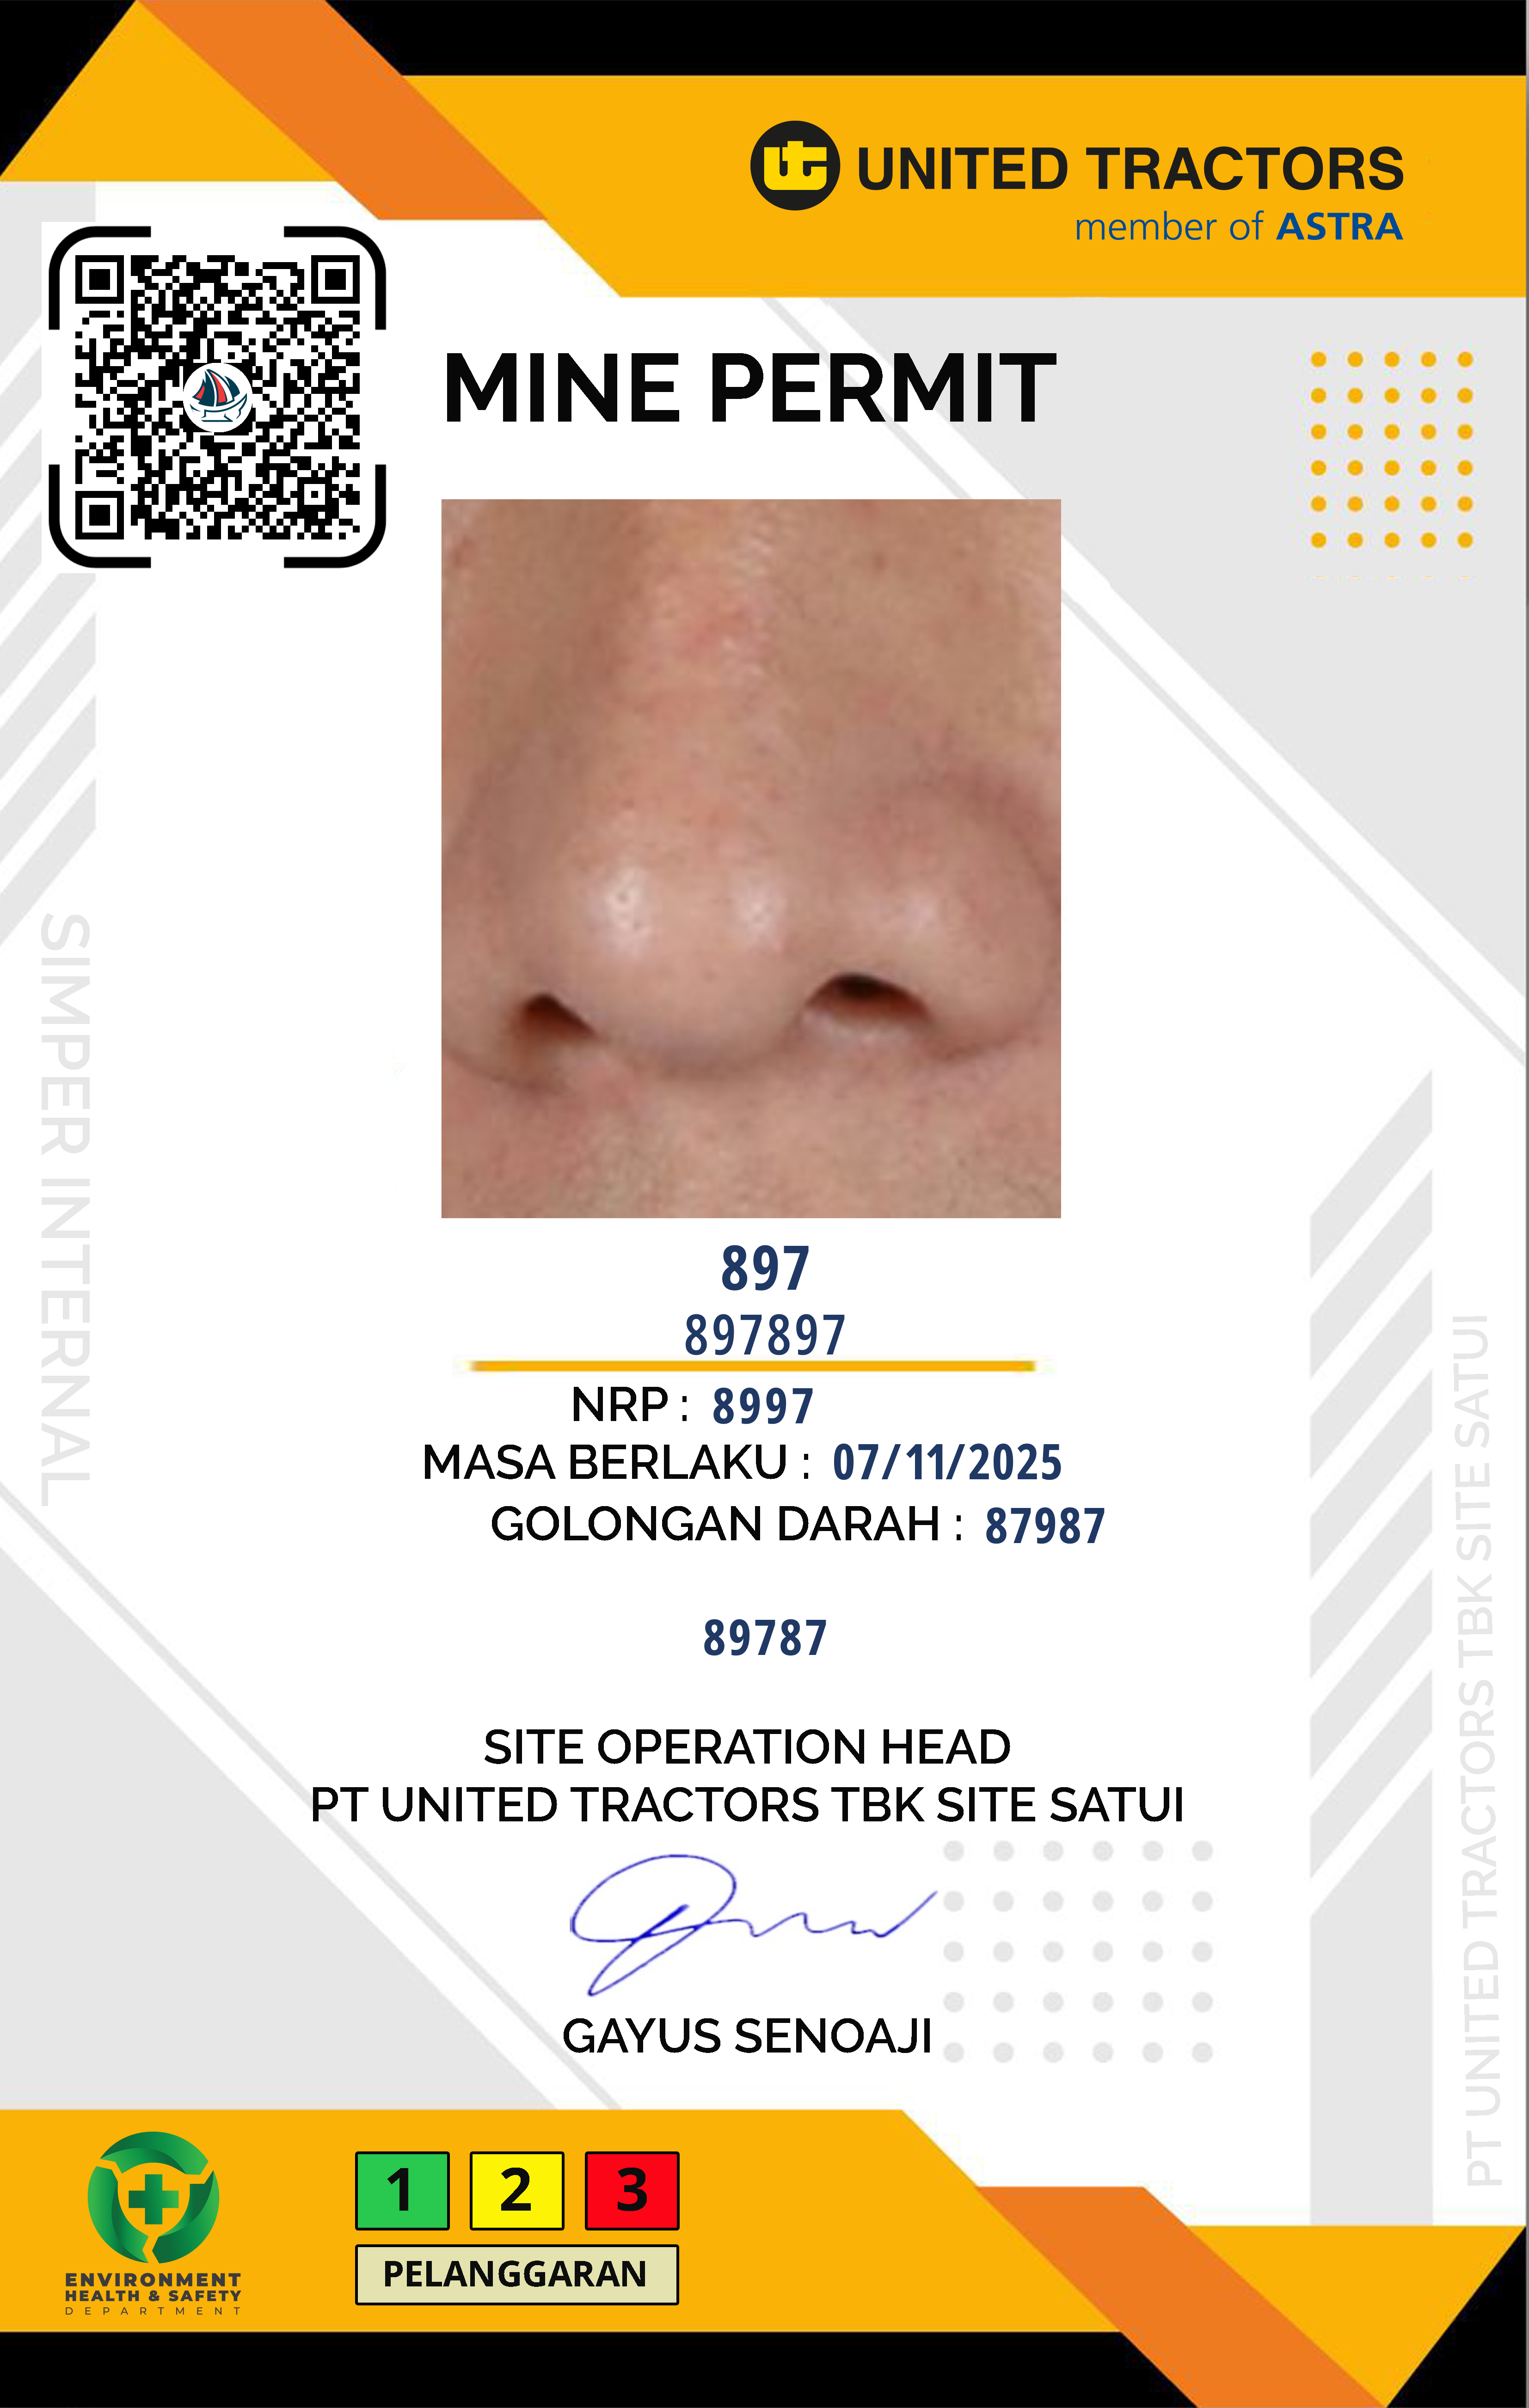 UNITED TRACTORS
member of ASTRA
MINE PERMIT
SIMPER INTERNAL
897
897897
NRP : 8997
MASA BERLAKU : 07/11/2025
GOLONGAN DARAH : 87987
89787
SITE OPERATION HEAD
PT UNITED TRACTORS TBK SITE SATUI
GAYUS SENOAJI
PT UNITED TRACTORS TBK SITE SATUI
ENVIRONMENT
HEALTH & SAFETY
DEPARTMENT
1 2 3
PELANGGARAN